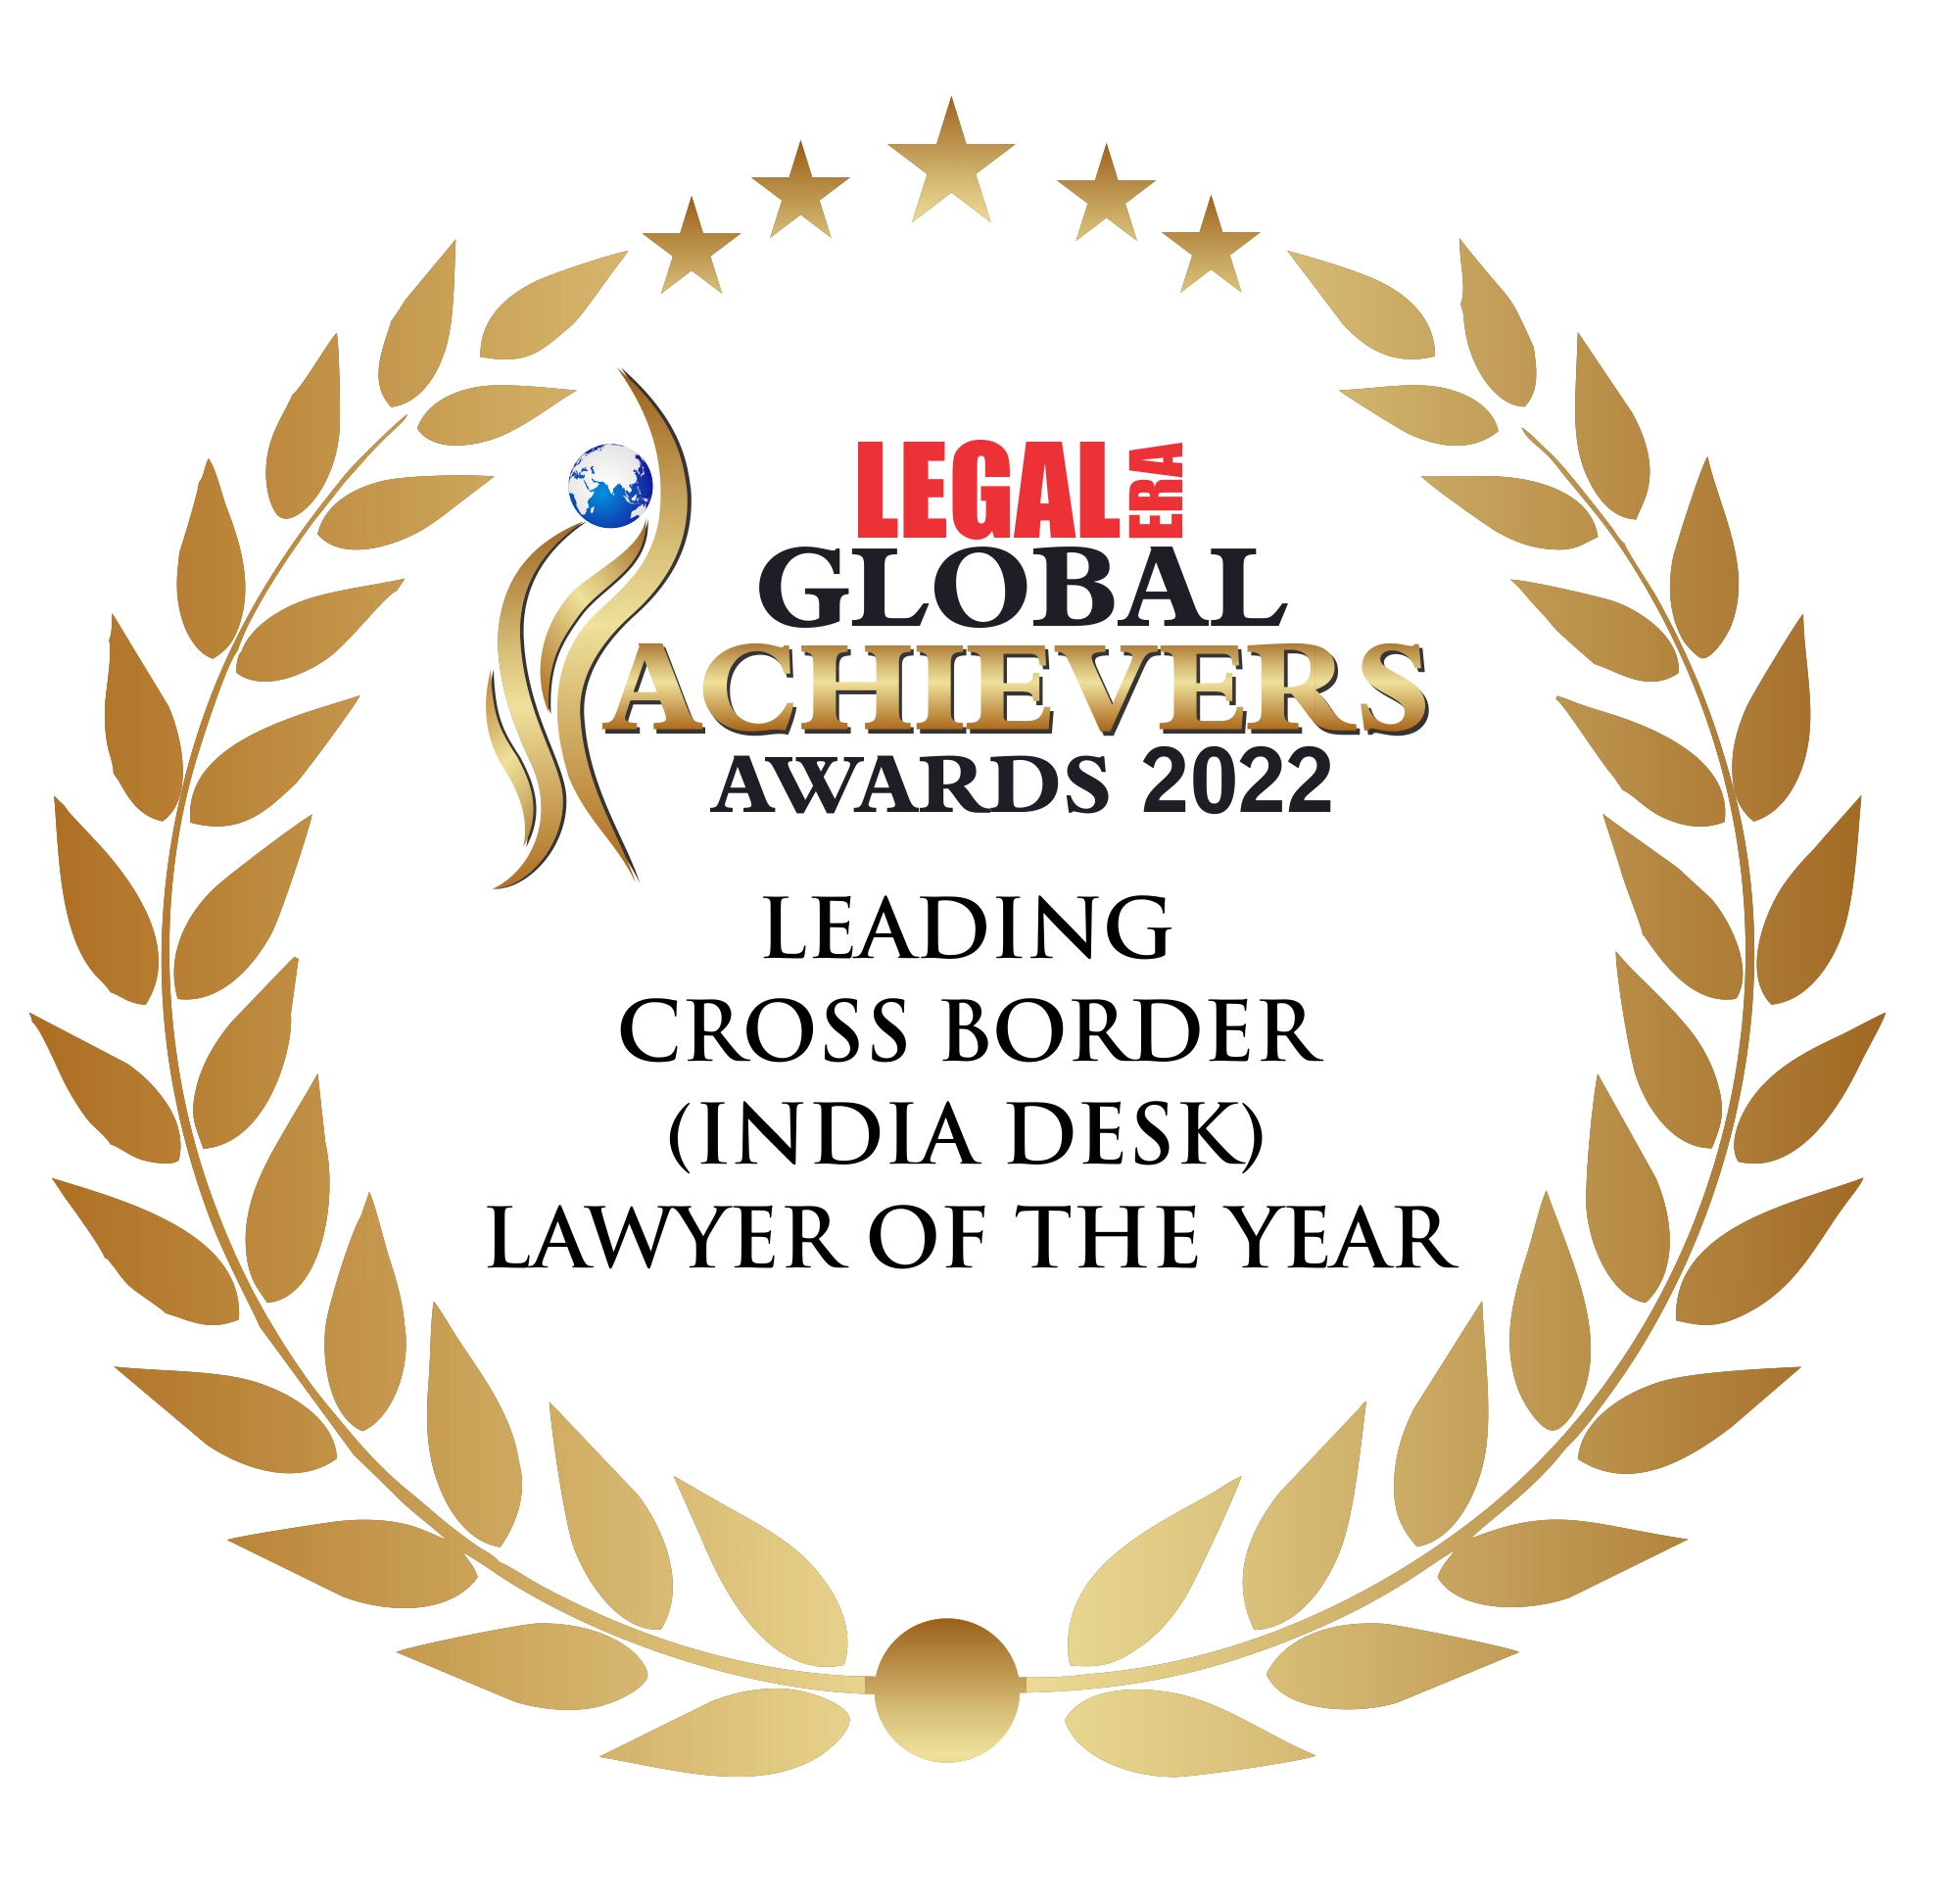 LEGAL ERA
GLOBAL
ACHIEVERS
AWARDS 2022
LEADING
CROSS BORDER
(INDIA DESK)
LAWYER OF THE YEAR